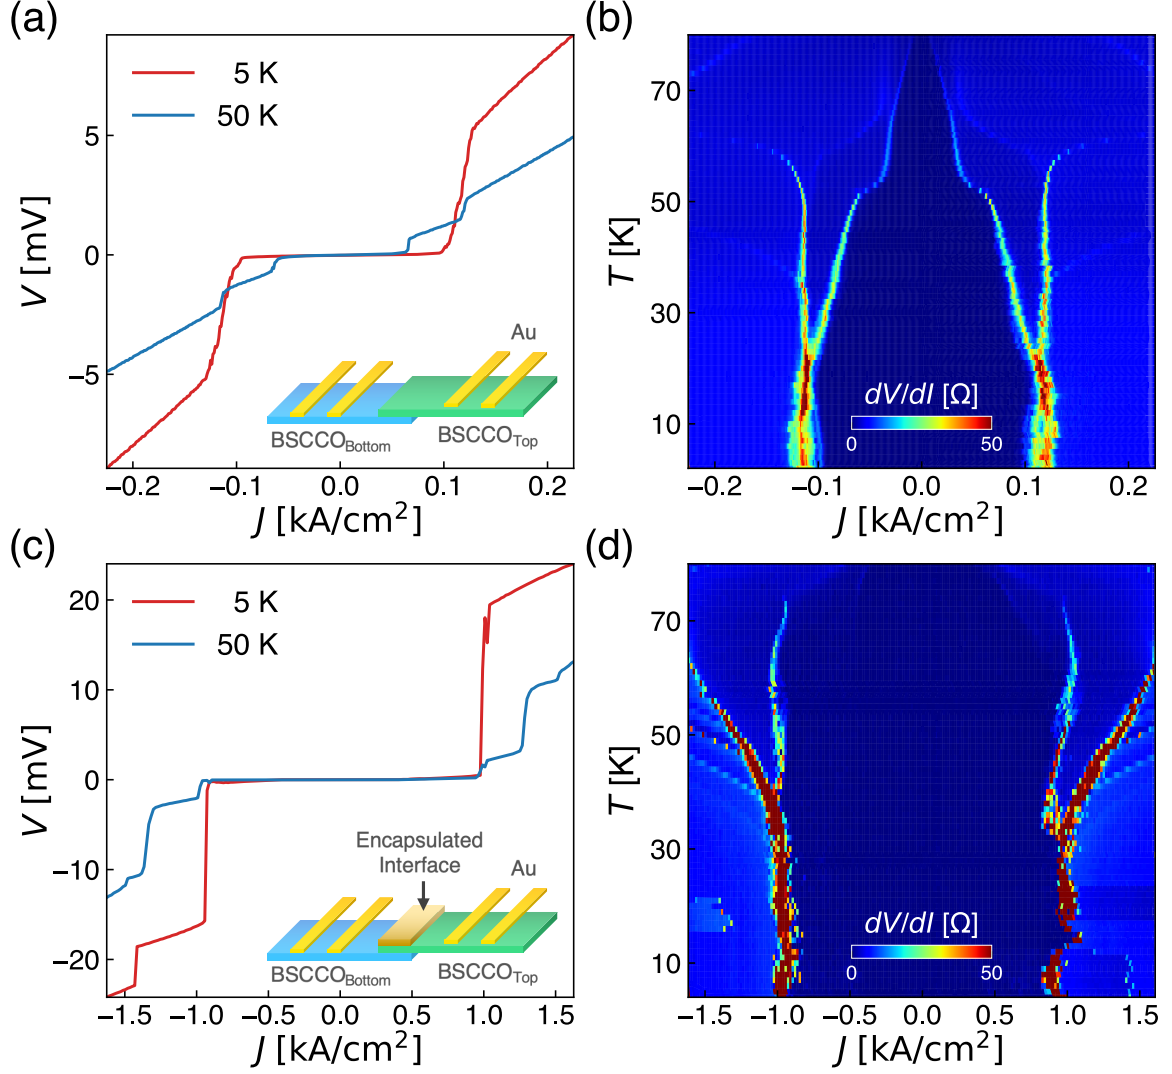 (a)
5 K
50 K
V [mV]
5
0
−5
Au
BSCCO_Bottom
BSCCO_Top
−0.2 −0.1 0.0 0.1 0.2
J [kA/cm²]
(b)
T [K]
70
50
30
10
dV/dI [Ω]
0 50
−0.2 −0.1 0.0 0.1 0.2
J [kA/cm²]
(c)
5 K
50 K
V [mV]
20
10
0
−10
−20
Encapsulated
Interface
Au
BSCCO_Bottom
BSCCO_Top
−1.5 −1.0 −0.5 0.0 0.5 1.0 1.5
J [kA/cm²]
(d)
T [K]
70
50
30
10
dV/dI [Ω]
0 50
−1.5 −1.0 −0.5 0.0 0.5 1.0 1.5
J [kA/cm²]